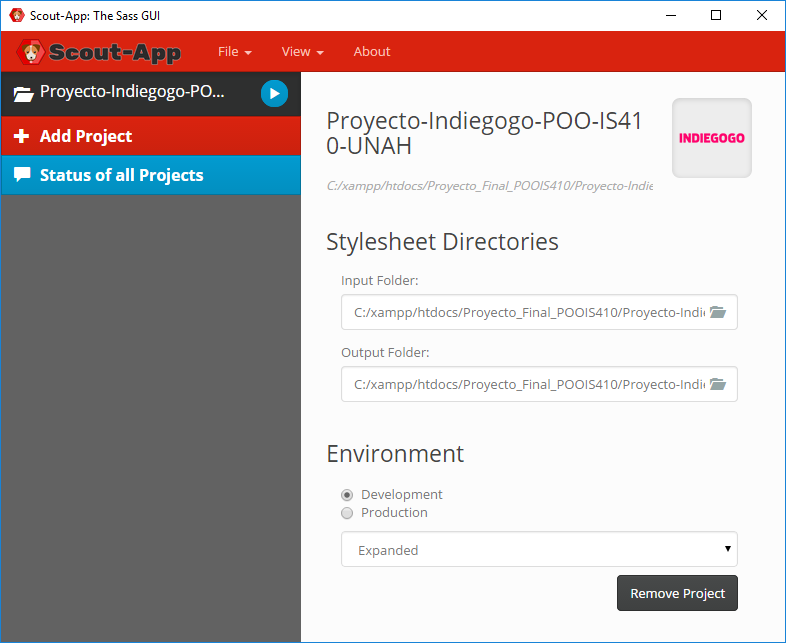 Scout-App: The Sass GUI
Scout-App
File
View
About
Proyecto-Indiegogo-PO...
Add Project
Status of all Projects
Proyecto-Indiegogo-POO-IS41
0-UNAH
INDIEGOGO
C:/xampp/htdocs/Proyecto_Final_POOIS410/Proyecto-Indie
Stylesheet Directories
Input Folder:
C:/xampp/htdocs/Proyecto_Final_POOIS410/Proyecto-Indi
Output Folder:
C:/xampp/htdocs/Proyecto_Final_POOIS410/Proyecto-Indi
Environment
Development
Production
Expanded
Remove Project